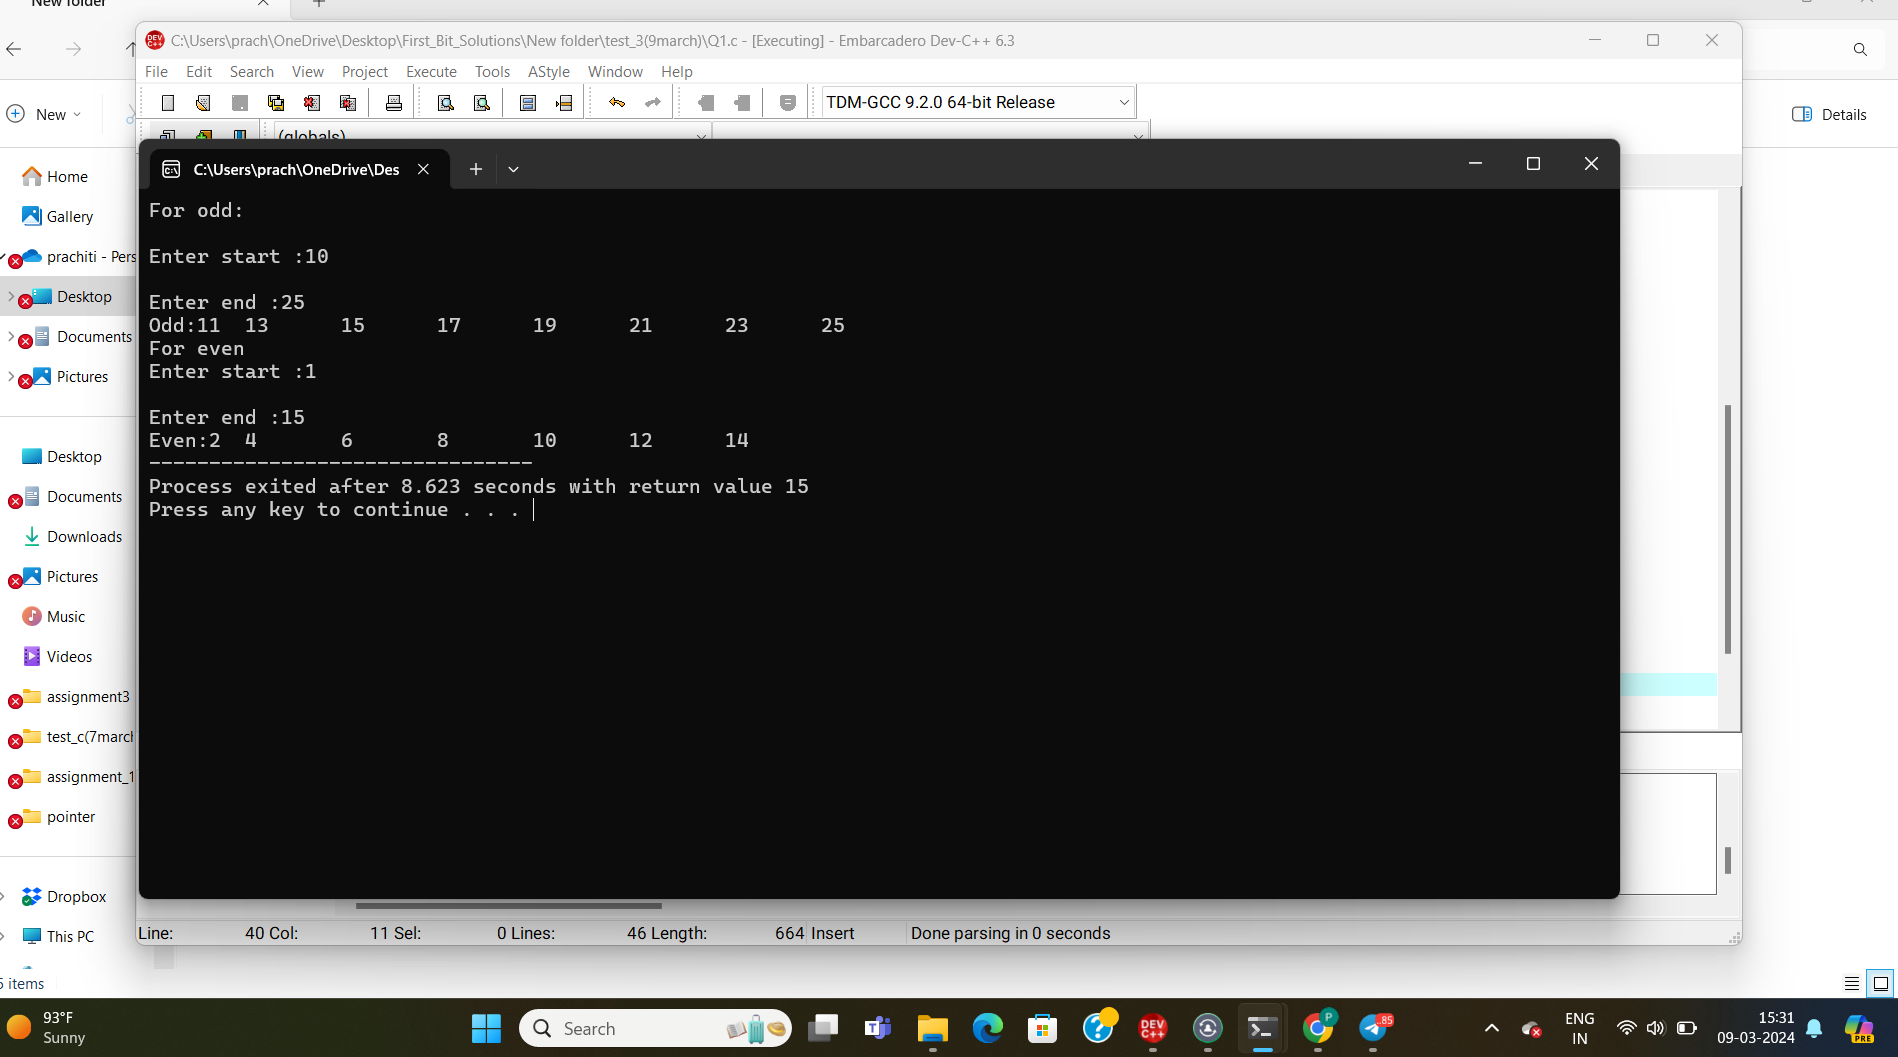 New folder
C:\Users\prach\OneDrive\Desktop\First_Bit_Solutions\New folder\test_3(9march)\Q1.c - [Executing] - Embarcadero Dev-C++ 6.3
File Edit Search View Project Execute Tools AStyle Window Help
TDM-GCC 9.2.0 64-bit Release
(globals)
New
Details
C:\Users\prach\OneDrive\Des
For odd:
Enter start :10
Enter end :25
Odd:11 13 15 17 19 21 23 25
For even
Enter start :1
Enter end :15
Even:2 4 6 8 10 12 14
--------------------------------
Process exited after 8.623 seconds with return value 15
Press any key to continue . . .
Home
Gallery
prachiti - Pers
Desktop
Documents
Pictures
Desktop
Documents
Downloads
Pictures
Music
Videos
assignment3
test_c(7march
assignment_1
pointer
Dropbox
This PC
Line: 40 Col: 11 Sel: 0 Lines: 46 Length: 664 Insert Done parsing in 0 seconds
items
93°F
Sunny
Search
DEV C++
P
.85
ENG
IN
15:31
09-03-2024
PRE